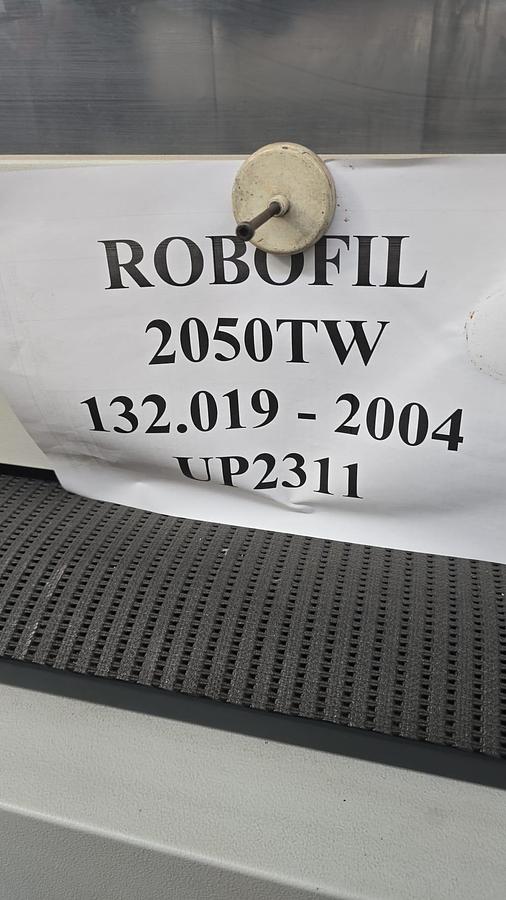 ROBOFIL
2050TW
132.019 - 2004
UP2311